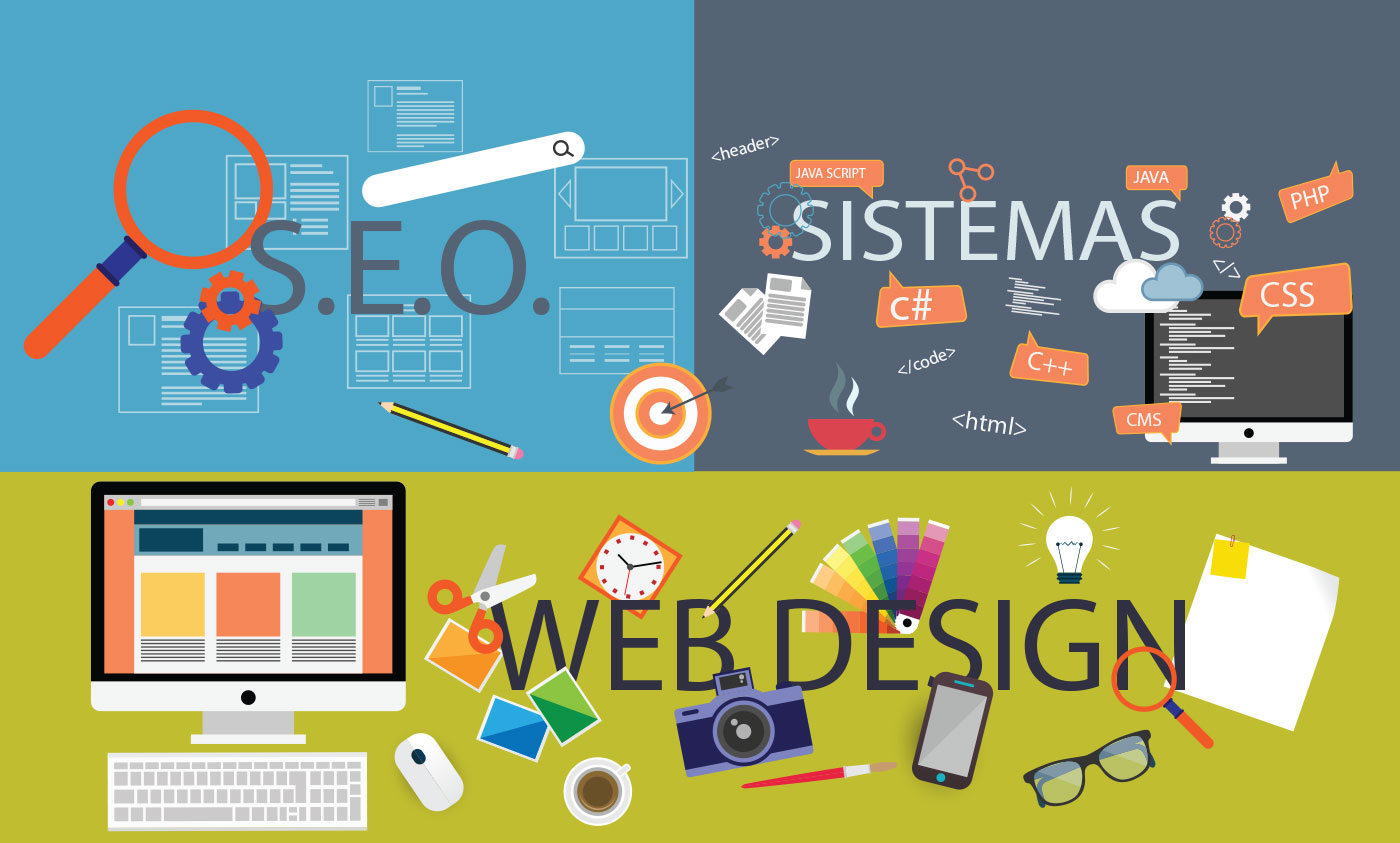 S.E.O.
<header>
JAVA SCRIPT
JAVA
PHP
SISTEMAS
</>
c#
CSS
</code>
C++
<html>
CMS
WEB DESIGN